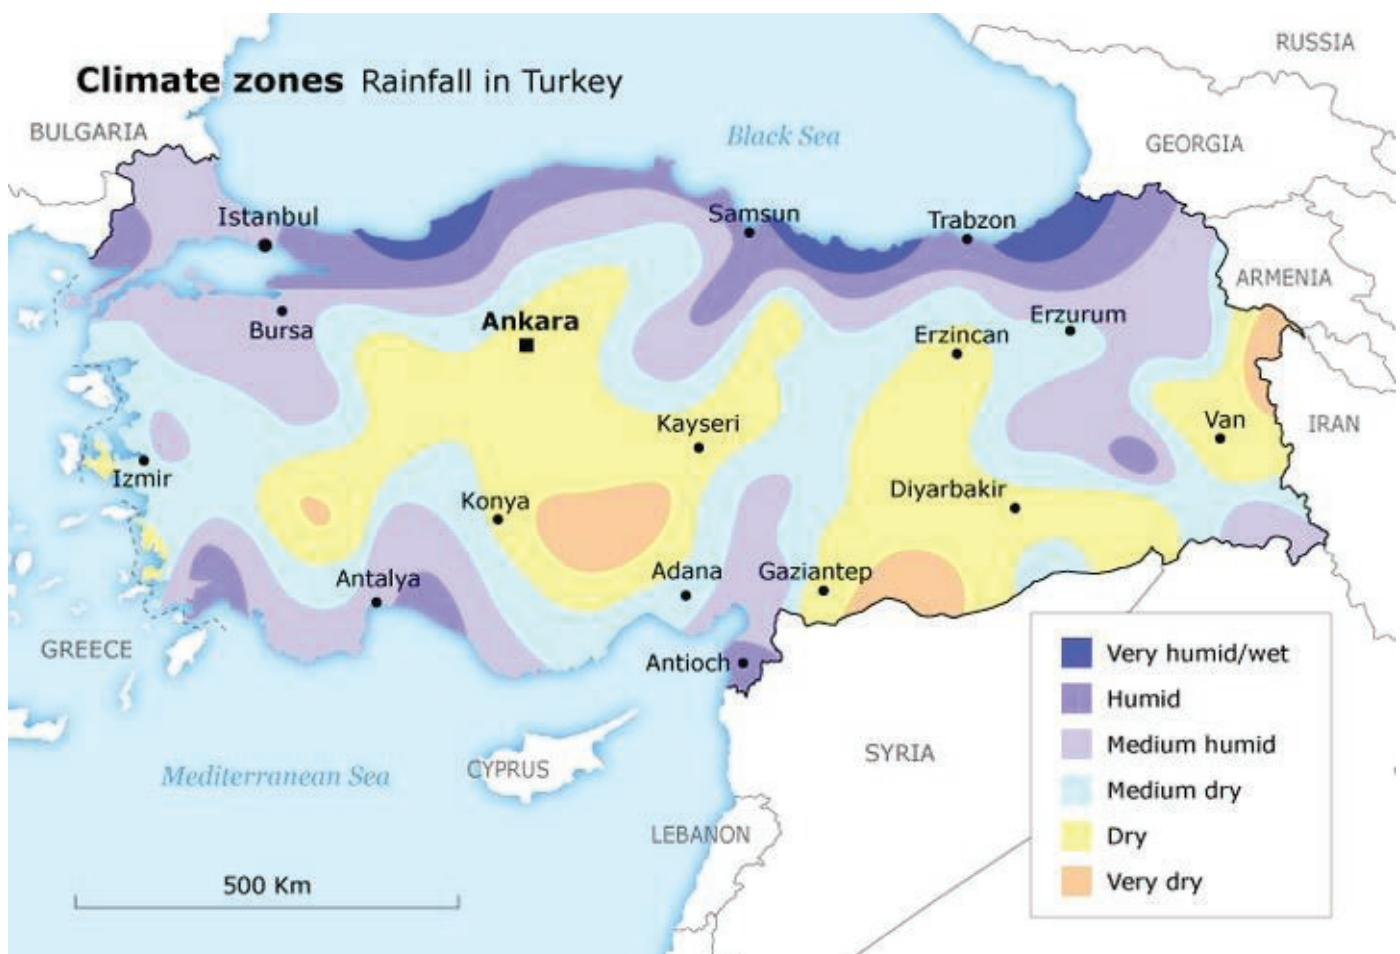 Climate zones Rainfall in Turkey
RUSSIA
BULGARIA
Black Sea
GEORGIA
Istanbul
Samsun
Trabzon
ARMENIA
Bursa
Ankara
Erzincan
Erzurum
Kayseri
Van
IRAN
Izmir
Konya
Diyarbakir
Antalya
Adana
Gaziantep
GREECE
Antioch
Mediterranean Sea
CYPRUS
SYRIA
LEBANON
500 Km
Very humid/wet
Humid
Medium humid
Medium dry
Dry
Very dry